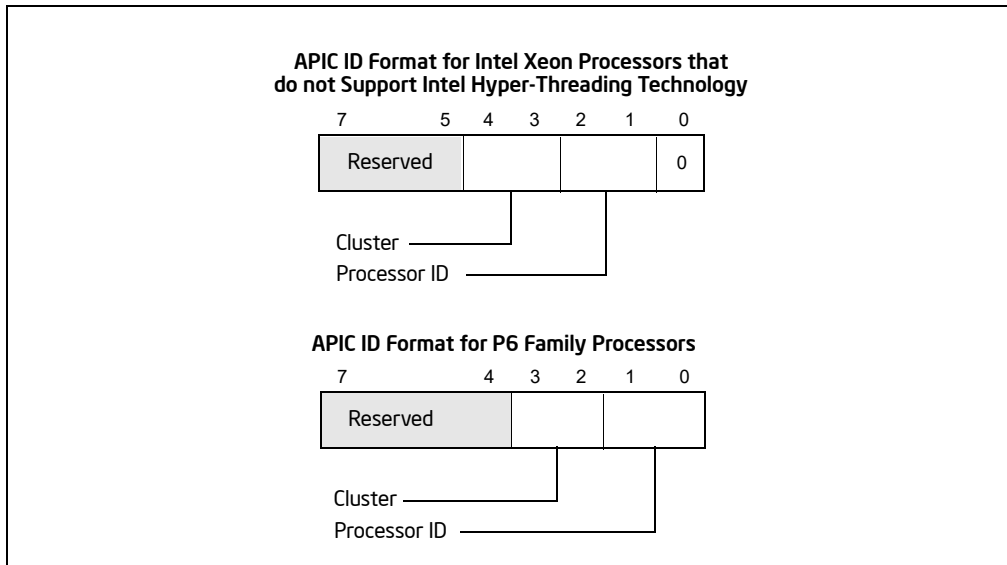 APIC ID Format for Intel Xeon Processors that
do not Support Intel Hyper-Threading Technology
7 5 4 3 2 1 0
Reserved 0
Cluster
Processor ID
APIC ID Format for P6 Family Processors
7 4 3 2 1 0
Reserved
Cluster
Processor ID